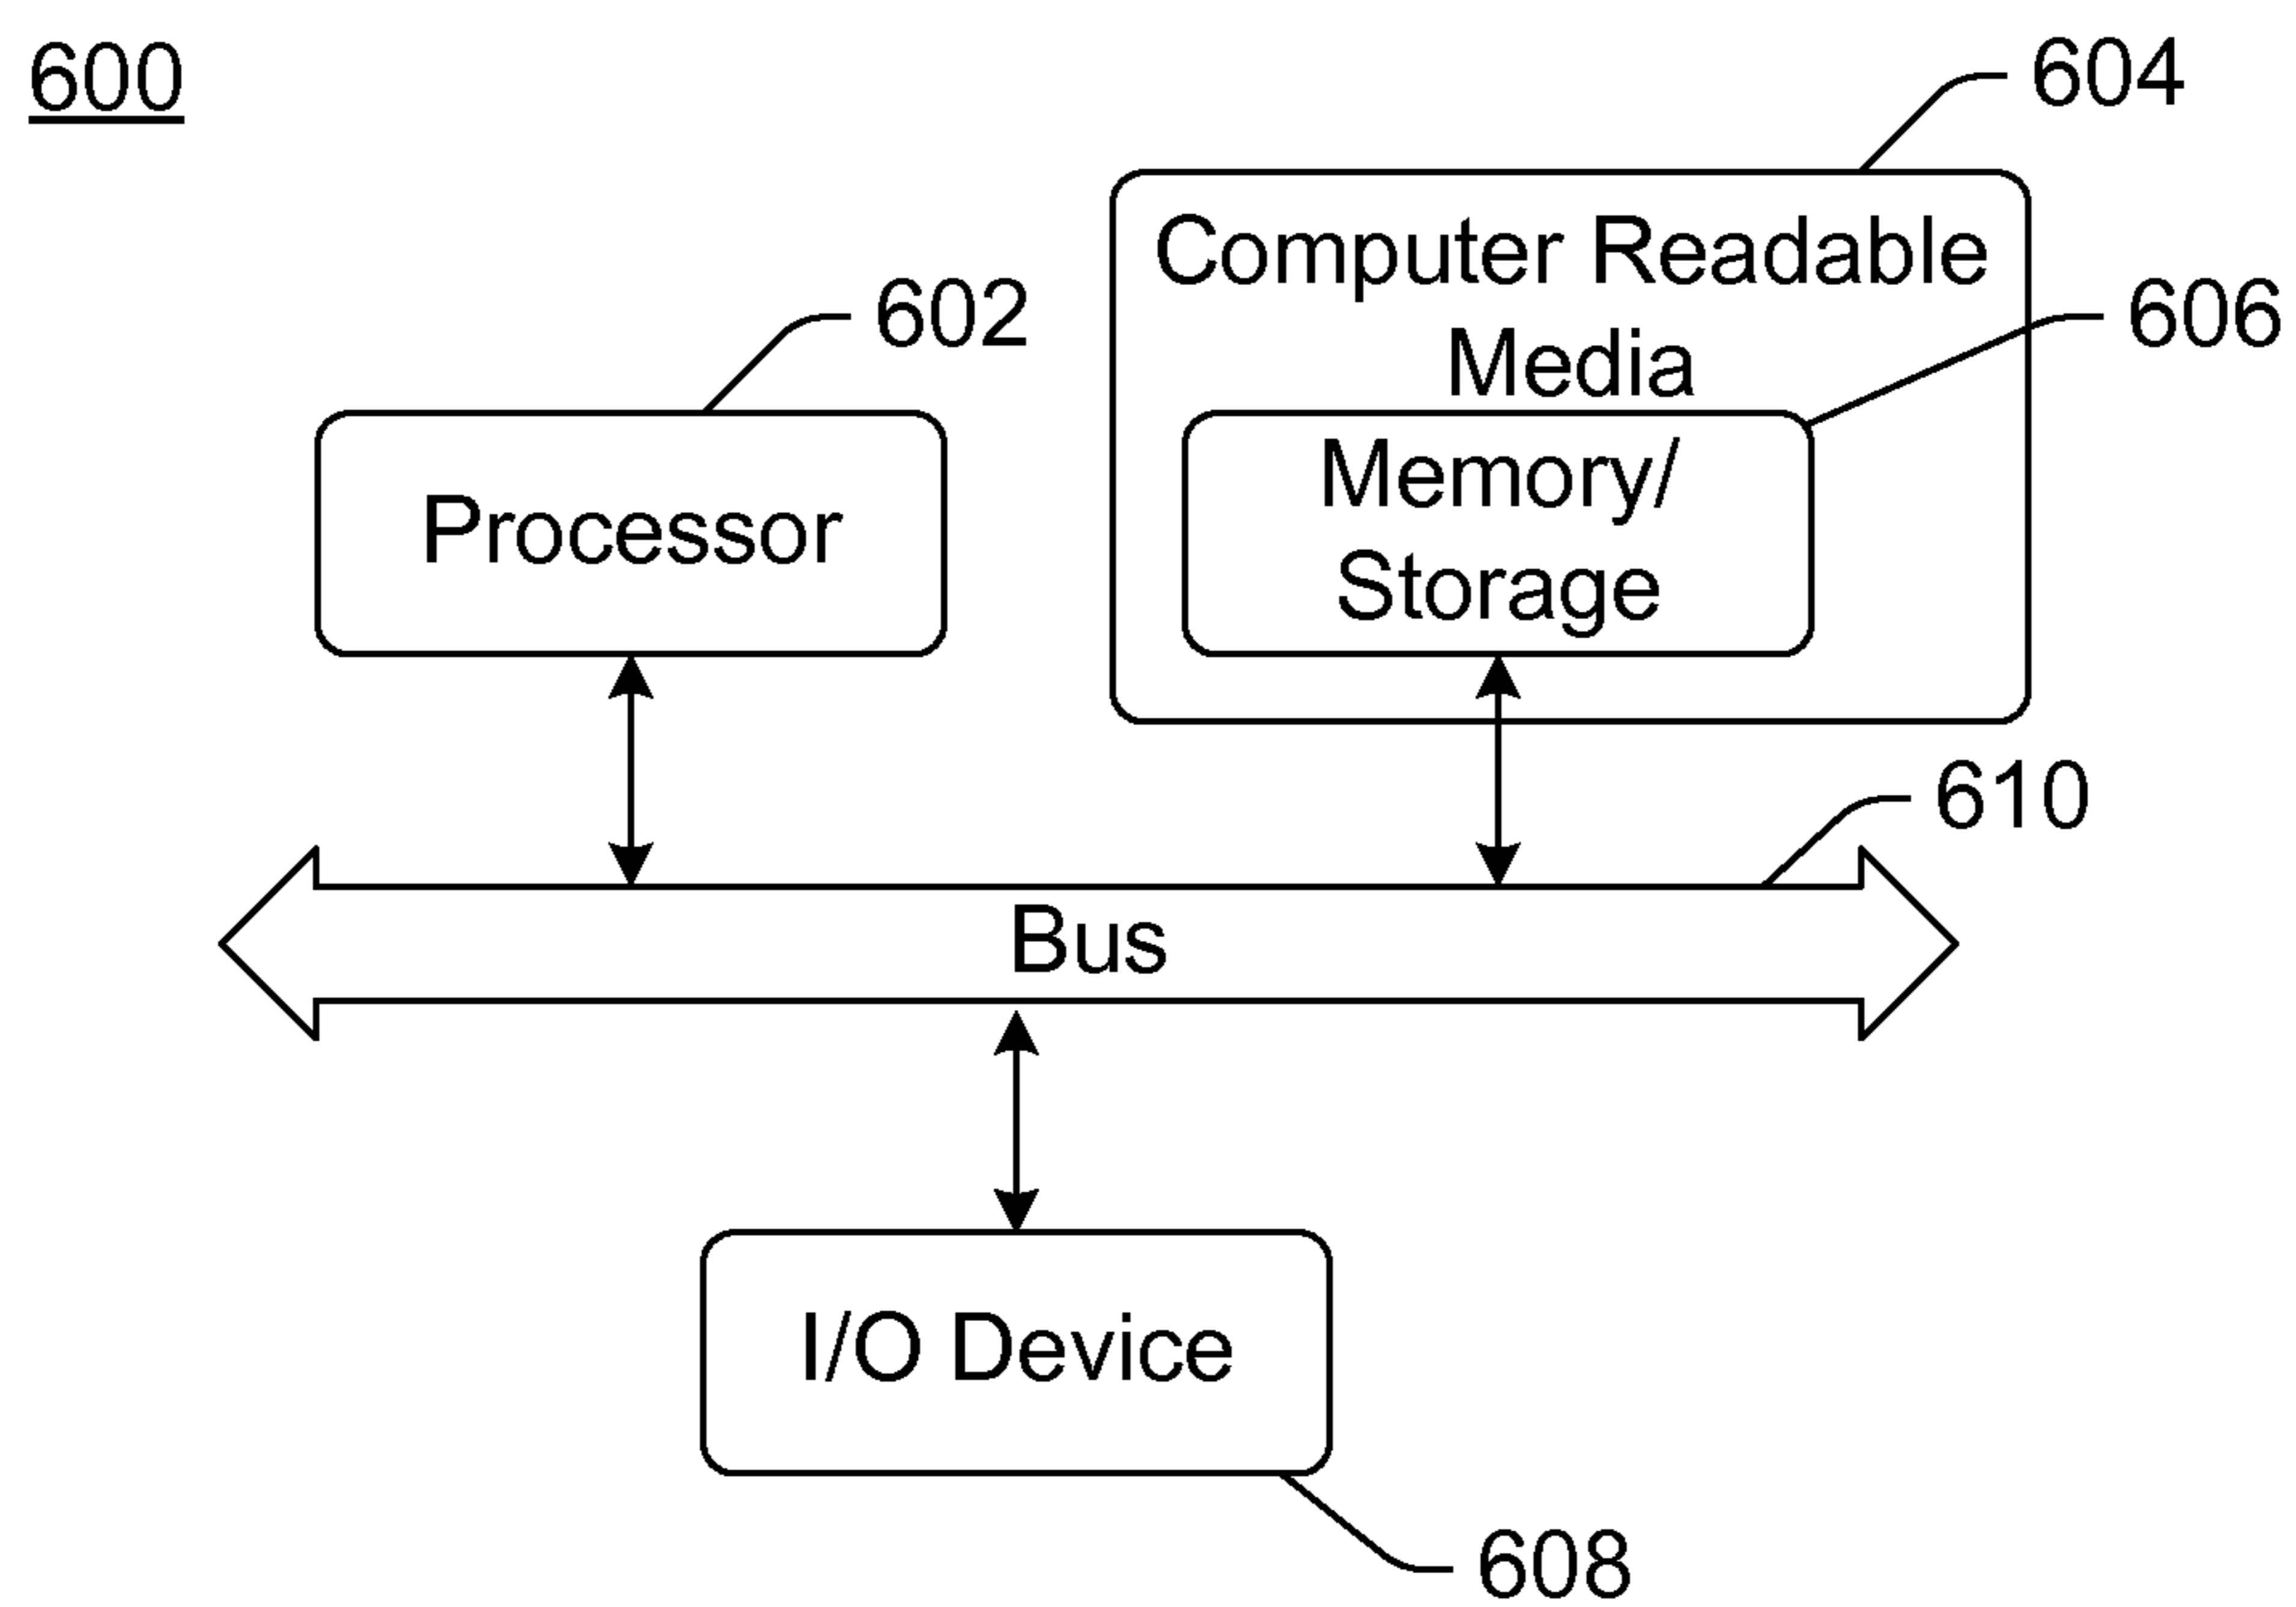 600
604
Computer Readable
Media
606
602
Processor
Memory/
Storage
610
Bus
I/O Device
608